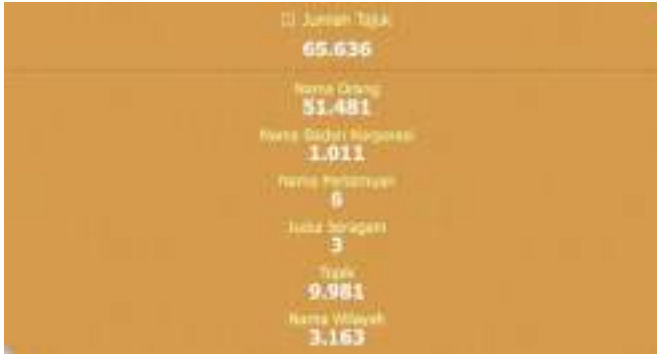 Jumlah Tajuk
65.636
Nama Orang
51.481
Nama Badan Korporasi
1.011
Nama Pertemuan
6
Judul Seragam
3
Topik
9.981
Nama Wilayah
3.163